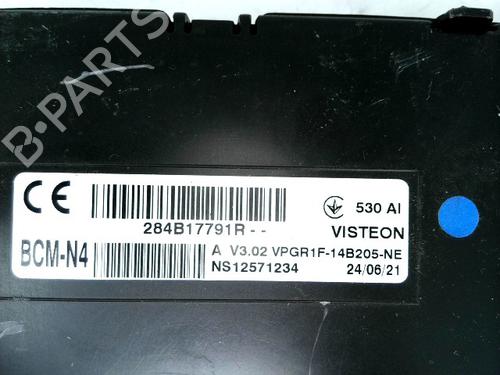 B-PARTS
CE
284B17791R--
530 AI
VISTEON
BCM-N4
A V3.02 VPGR1F-14B205-NE
NS12571234
24/06/21